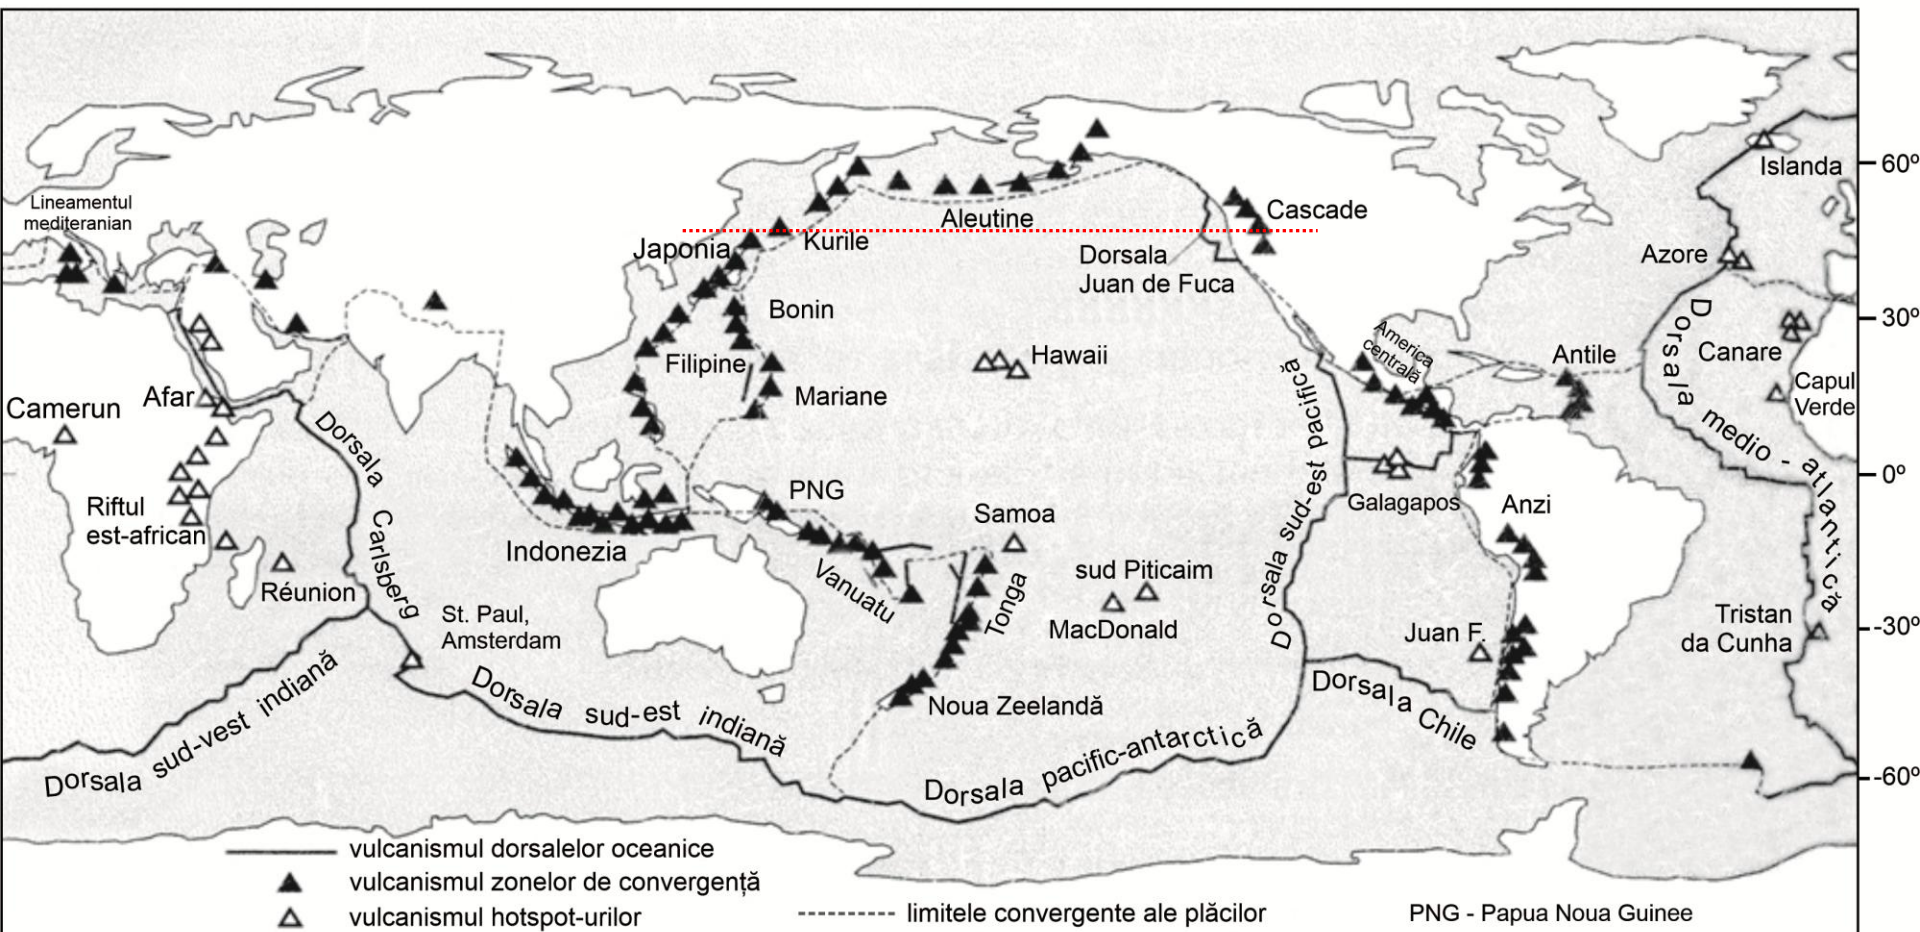 Islanda
60º
Lineamentul
mediteranian
Cascade
Aleutine
Japonia
Kurile
Dorsala
Juan de Fuca
Azore
Bonin
30º
America
centrală
Filipine
Hawaii
Antile
Canare
Dorsala medio - atlantică
Afar
Camerun
Mariane
Capul
Verde
Dorsala Carlsberg
Dorsala sud-est pacifică
0º
PNG
Galagapos
Anzi
Riftul
est-african
Samoa
Indonezia
Réunion
Vanuatu
Tonga
sud Piticaim
MacDonald
St. Paul,
Amsterdam
Juan F.
Tristan
da Cunha
-30º
Dorsala sud-vest indiană
Dorsala sud-est indiană
Noua Zeelandă
Dorsala Chile
Dorsala pacific-antarctică
-60º
vulcanismul dorsalelor oceanice
vulcanismul zonelor de convergență
vulcanismul hotspot-urilor
limitele convergente ale plăcilor
PNG - Papua Noua Guinee